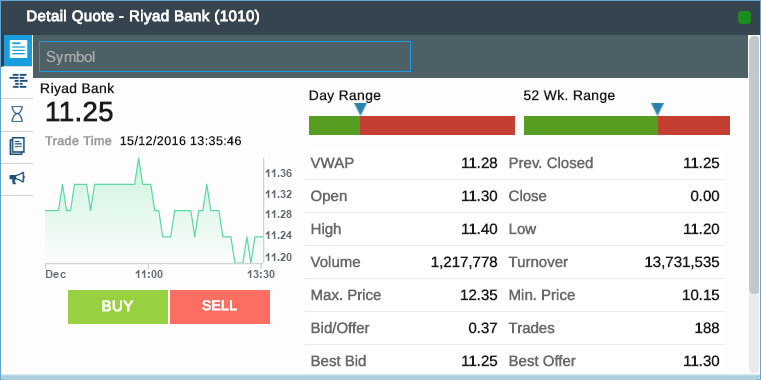 Detail Quote - Riyad Bank (1010)
Symbol
Riyad Bank
11.25
Trade Time 15/12/2016 13:35:46
11.36
11.32
11.28
11.24
11.20
Dec 11:00 13:30
BUY SELL
Day Range 52 Wk. Range
VWAP 11.28 Prev. Closed 11.25
Open 11.30 Close 0.00
High 11.40 Low 11.20
Volume 1,217,778 Turnover 13,731,535
Max. Price 12.35 Min. Price 10.15
Bid/Offer 0.37 Trades 188
Best Bid 11.25 Best Offer 11.30